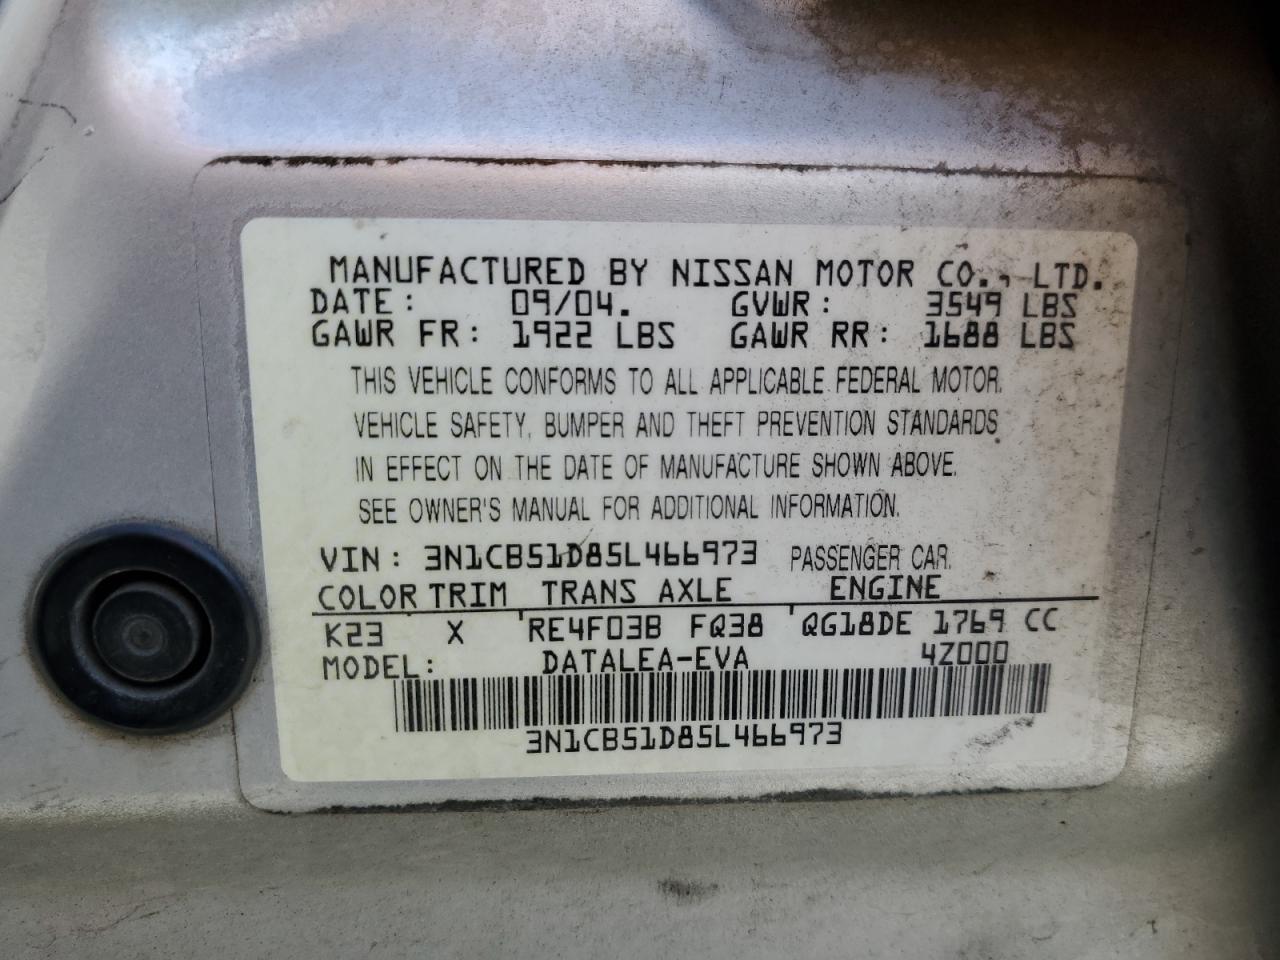 MANUFACTURED BY NISSAN MOTOR CO., LTD.
DATE: 09/04. GVWR: 3549 LBS
GAWR FR: 1922 LBS GAWR RR: 1688 LBS
THIS VEHICLE CONFORMS TO ALL APPLICABLE FEDERAL MOTOR
VEHICLE SAFETY, BUMPER AND THEFT PREVENTION STANDARDS
IN EFFECT ON THE DATE OF MANUFACTURE SHOWN ABOVE.
SEE OWNER'S MANUAL FOR ADDITIONAL INFORMATION.
VIN: 3N1CB51D85L466973 PASSENGER CAR.
COLOR TRIM TRANS AXLE ENGINE
K23 X RE4F03B FQ38 QG18DE 1769 CC
MODEL: DATALEA-EVA 4Z000
3N1CB51D85L466973